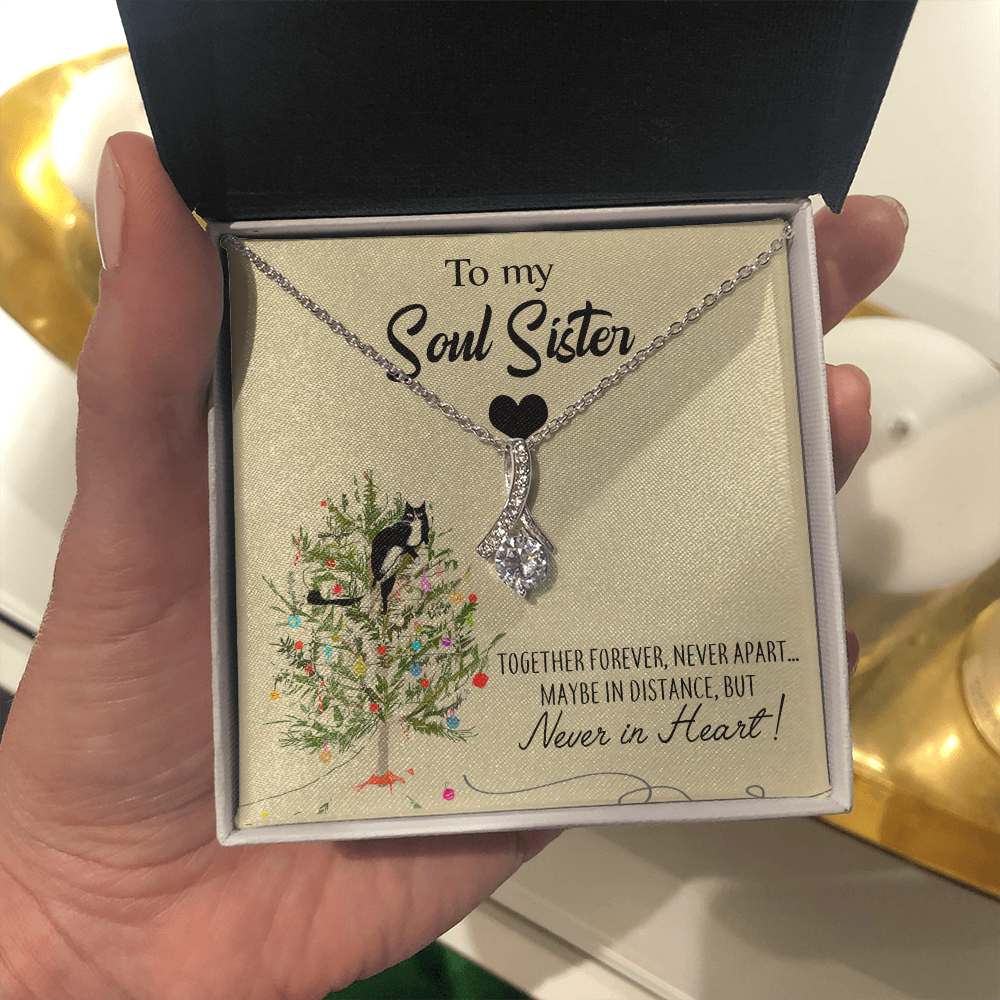 To my
Soul Sister
TOGETHER FOREVER, NEVER APART...
MAYBE IN DISTANCE, BUT
Never in Heart!